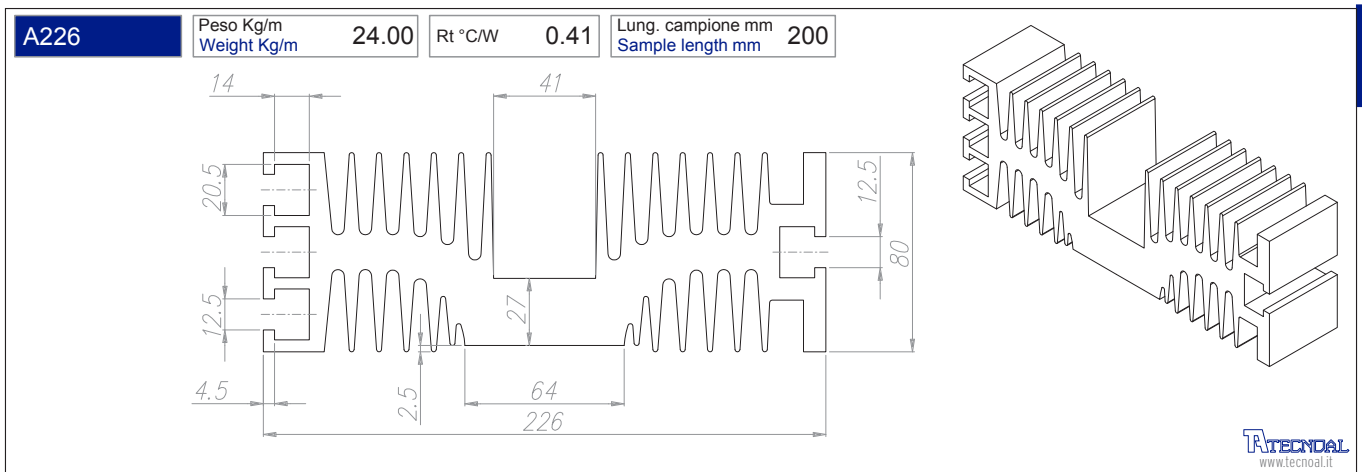 A226
Peso Kg/m
Weight Kg/m
24.00
Rt °C/W
0.41
Lung. campione mm
Sample length mm
200
14
41
20.5
12.5
12.5
80
27
4.5
2.5
64
226
TECNOAL
www.tecnoal.it